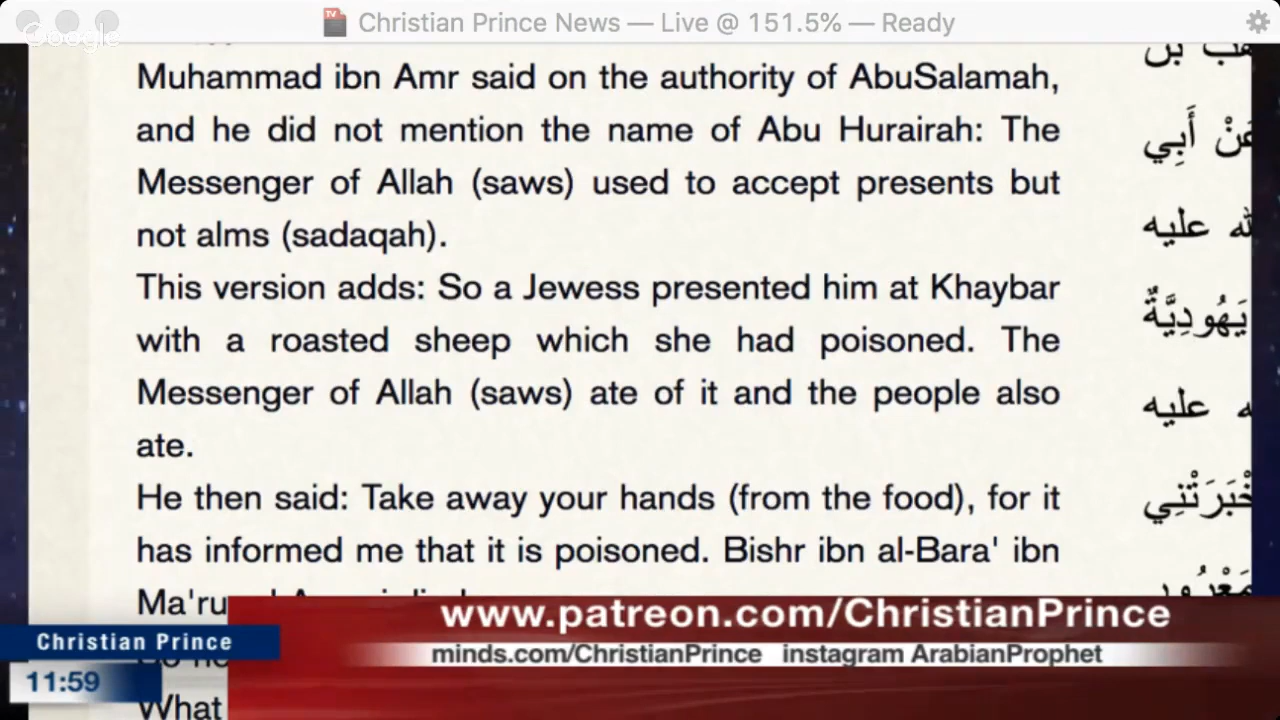 Christian Prince News — Live @ 151.5% — Ready
Google
Muhammad ibn Amr said on the authority of AbuSalamah,
and he did not mention the name of Abu Hurairah: The
Messenger of Allah (saws) used to accept presents but
not alms (sadaqah).
This version adds: So a Jewess presented him at Khaybar
with a roasted sheep which she had poisoned. The
Messenger of Allah (saws) ate of it and the people also
ate.
He then said: Take away your hands (from the food), for it
has informed me that it is poisoned. Bishr ibn al-Bara' ibn
Ma'ru
What
عَنْ أَبِي
عليه
يَهُودِيَّةٌ
عليه
www.patreon.com/ChristianPrince
minds.com/ChristianPrince instagram ArabianProphet
Christian Prince
11:59